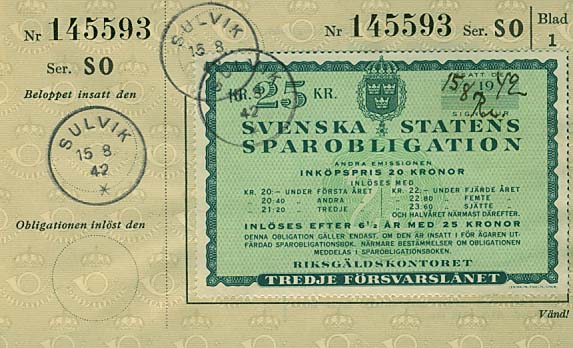 Nr 145593
Ser. SO
Beloppet insatt den
SULVIK
15 8
42
Obligationen inlöst den
Nr 145593 Ser. SO
Blad
1
SULVIK
15 8
42
KR. 25 KR.
INSATT DEN
15/8 1942
SIGNATUR
SVENSKA STATENS
SPAROBLIGATION
ANDRA EMISSIONEN
INKÖPSPRIS 20 KRONOR
INLÖSES MED
KR. 20:– UNDER FÖRSTA ÅRET KR. 22:– UNDER FJÄRDE ÅRET
20:40 „ ANDRA „ 22:80 „ FEMTE „
21:20 „ TREDJE „ 23:60 „ SJÄTTE „
OCH HALVÅRET NÄRMAST DÄREFTER.
INLÖSES EFTER 6½ ÅR MED 25 KRONOR
DENNA OBLIGATION GÄLLER ENDAST, OM DEN ÄR INSATT I FÖR ÄGAREN UT-
FÄRDAD SPAROBLIGATIONSBOK. NÄRMARE BESTÄMMELSER OM OBLIGATIONEN
MEDDELAS I SPAROBLIGATIONSBOKEN.
RIKSGÄLDSKONTORET
TREDJE FÖRSVARSLÅNET
Vänd!